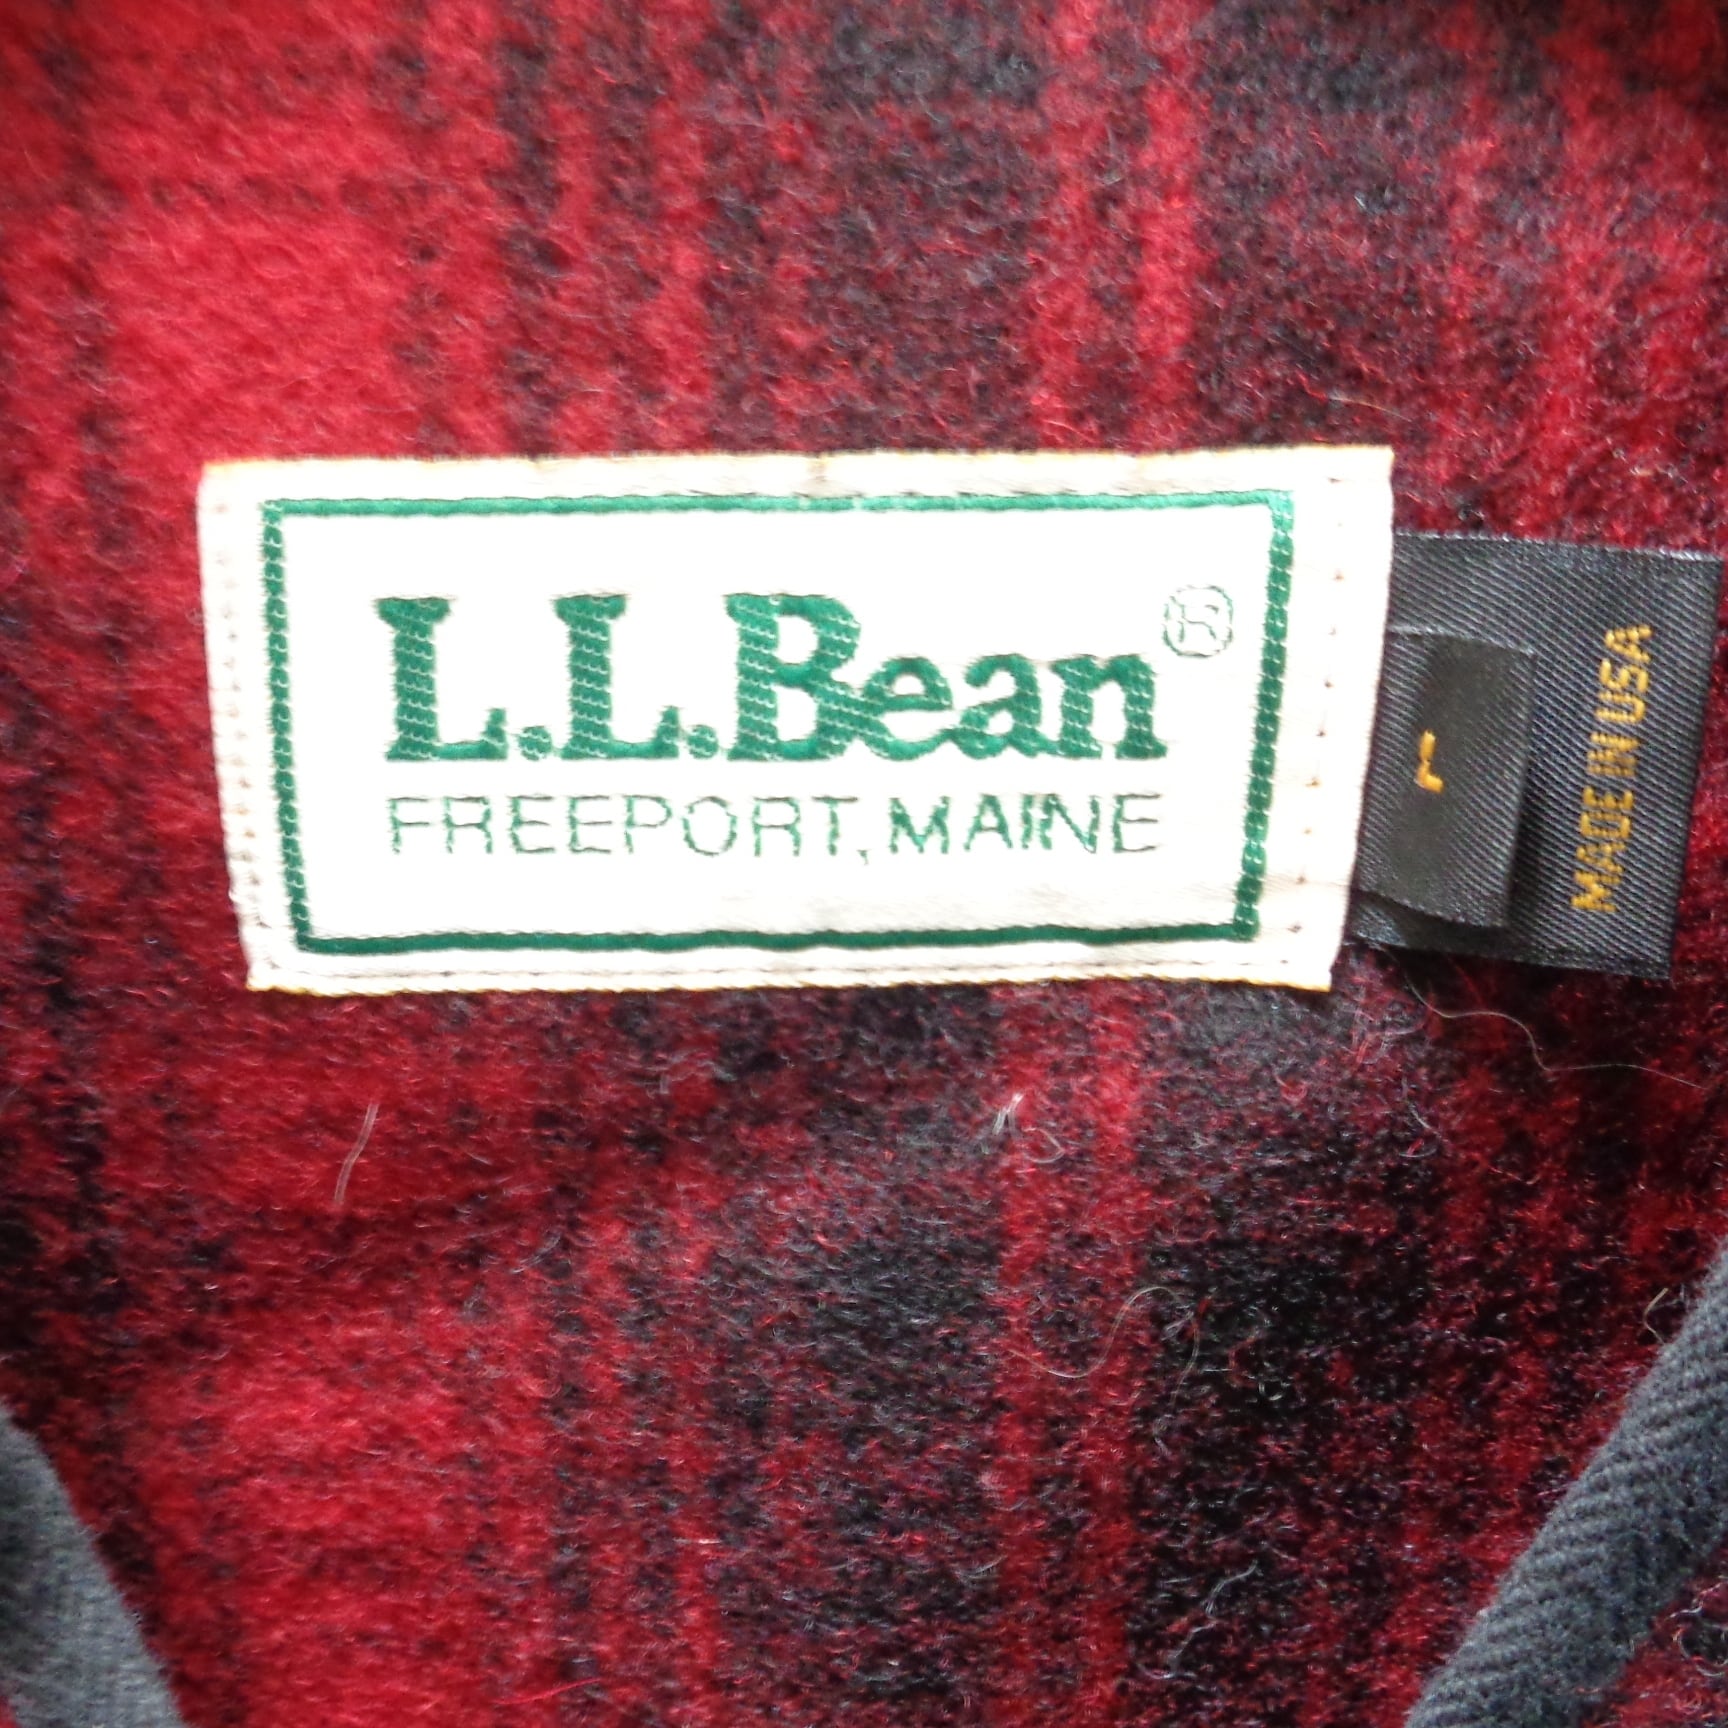 L.L.Bean®
FREEPORT, MAINE
L
MADE IN USA